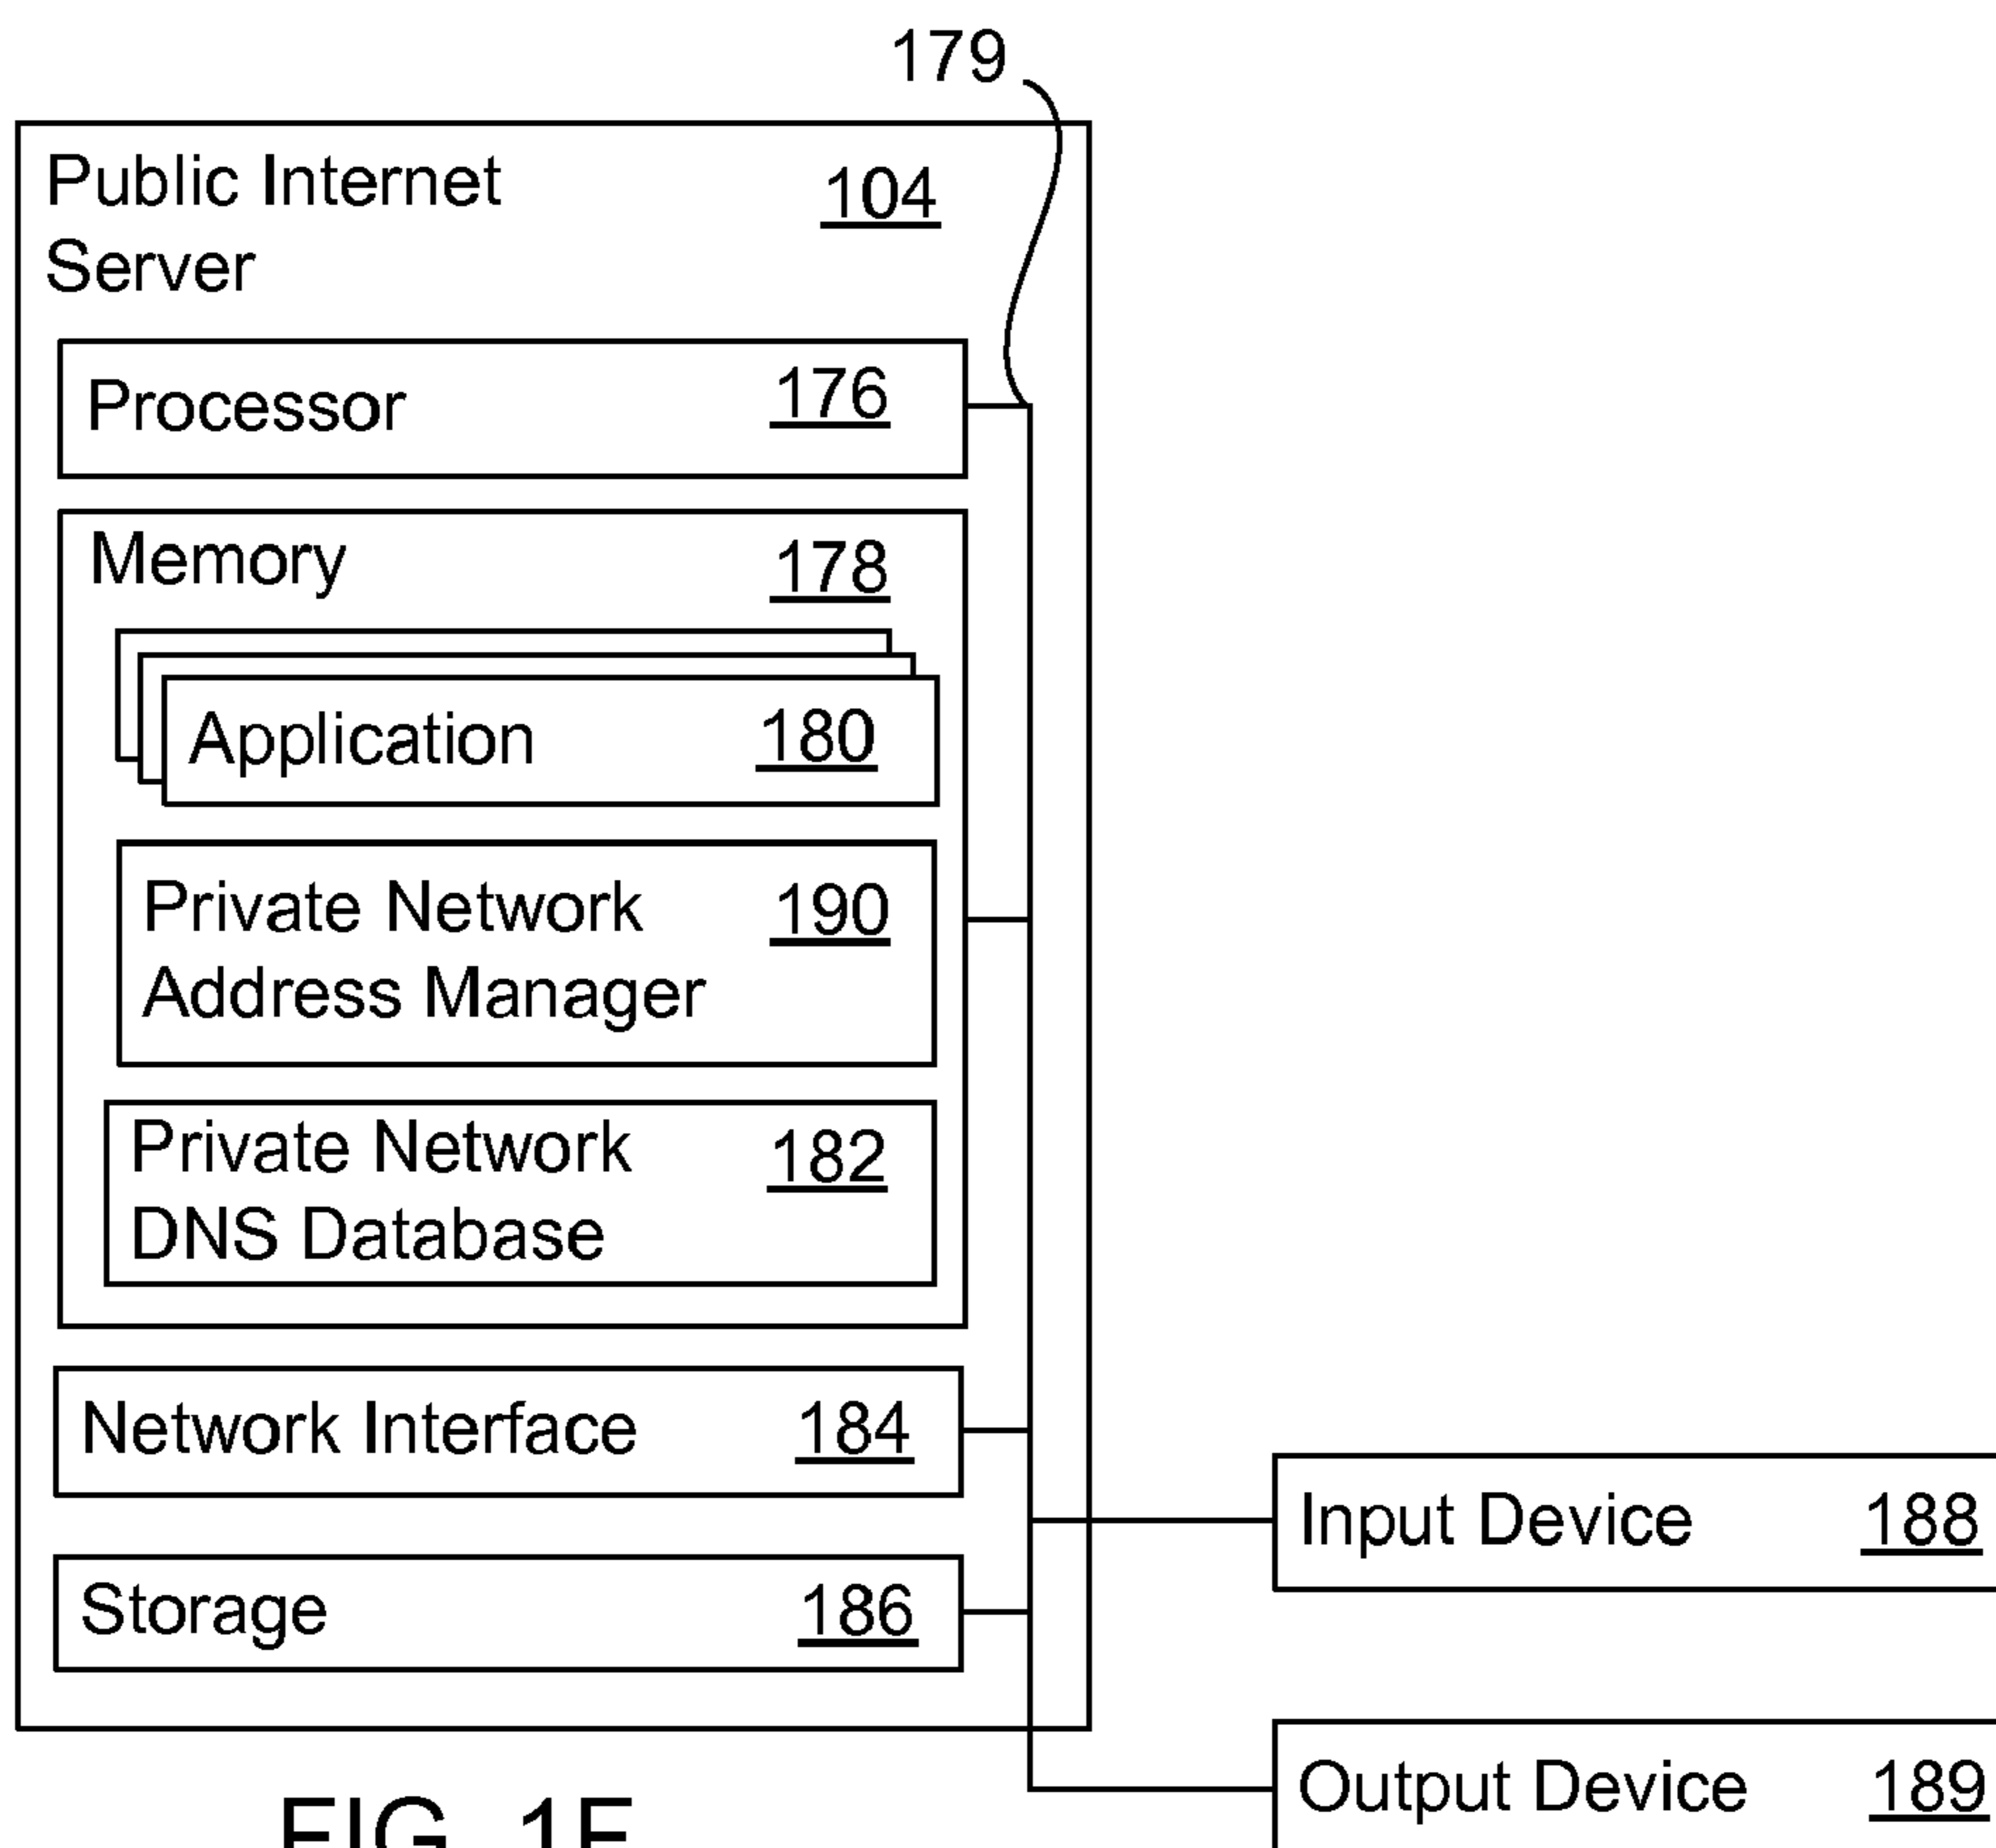 179
Public Internet 104
Server
Processor 176
Memory 178
Application 180
Private Network 190
Address Manager
Private Network 182
DNS Database
Network Interface 184
Input Device 188
Storage 186
Output Device 189
FIG